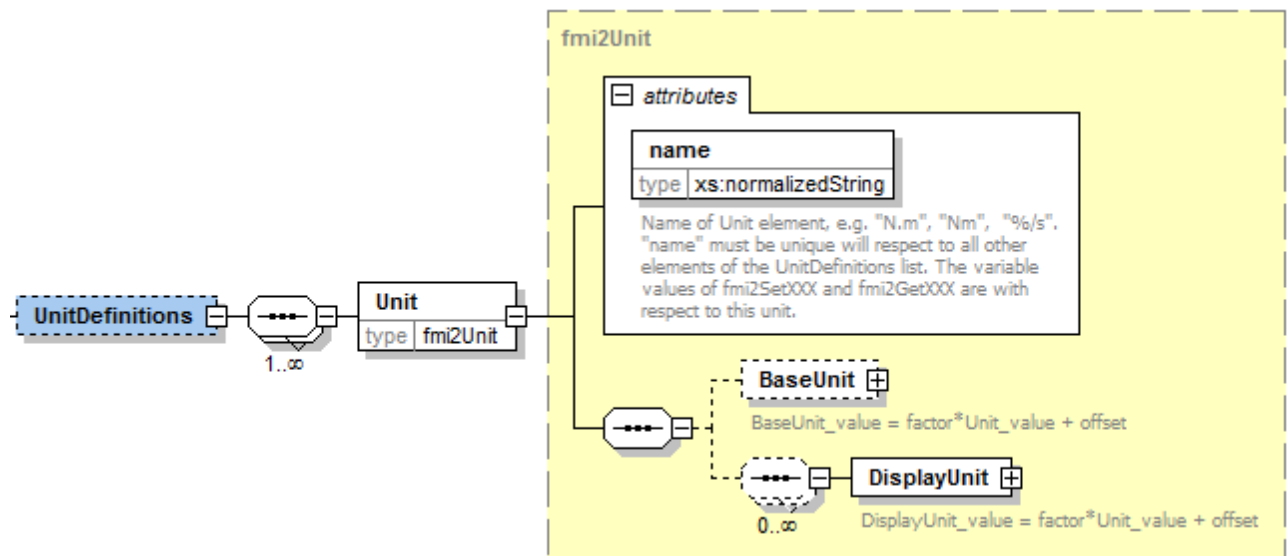 fmi2Unit
attributes
name
type xs:normalizedString
Name of Unit element, e.g. "N.m", "Nm", "%/s".
"name" must be unique will respect to all other
elements of the UnitDefinitions list. The variable
values of fmi2SetXXX and fmi2GetXXX are with
respect to this unit.
UnitDefinitions
1..∞
Unit
type fmi2Unit
BaseUnit
BaseUnit_value = factor*Unit_value + offset
0..∞
DisplayUnit
DisplayUnit_value = factor*Unit_value + offset